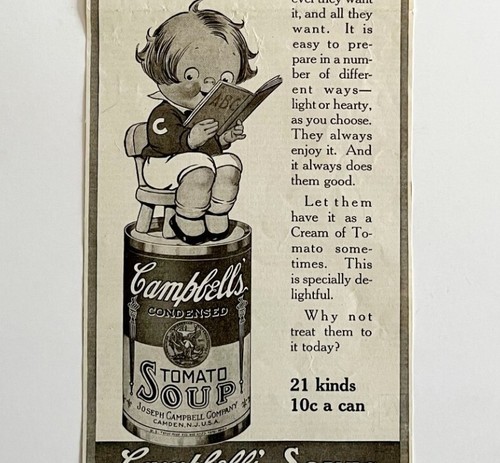 ever they want
it, and all they
want. It is
easy to pre-
pare in a num-
ber of differ-
ent ways—
light or hearty,
as you choose.
They always
enjoy it. And
it always does
them good.
Let them
have it as a
Cream of To-
mato some-
times. This
is specially de-
lightful.
Why not
treat them to
it today?
21 kinds
10c a can
ABC
C
Campbell's
CONDENSED
TOMATO
SOUP
JOSEPH CAMPBELL COMPANY
CAMDEN, N.J., U.S.A.
Campbell's Soups